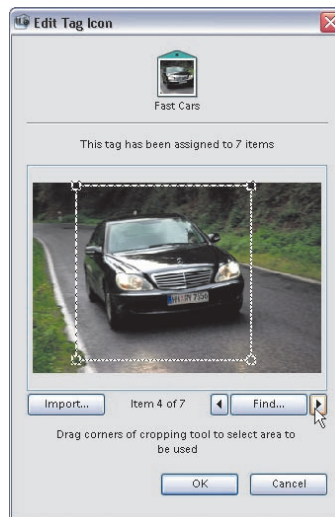 Edit Tag Icon
Fast Cars
This tag has been assigned to 7 items
Import... Item 4 of 7 Find...
Drag corners of cropping tool to select area to
be used
OK Cancel